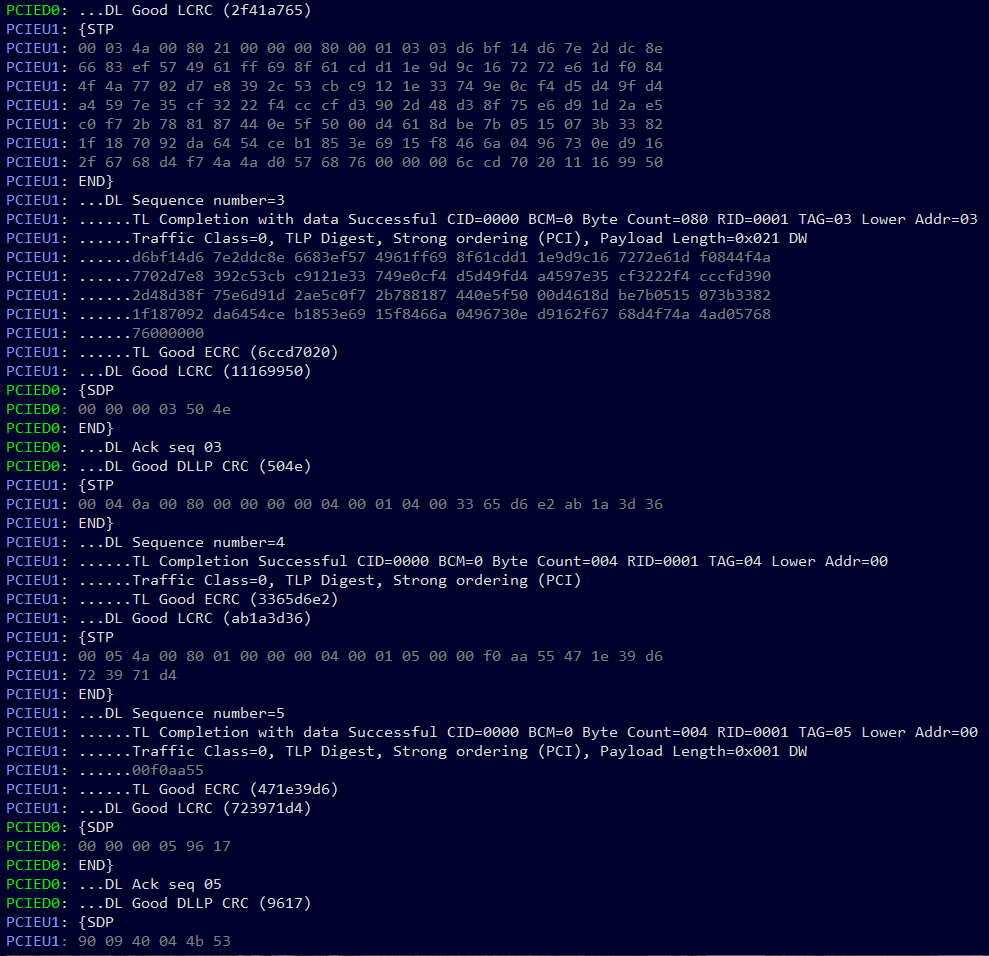 PCIED0: ...DL Good LCRC (2f41a765)
PCIEU1: {STP
PCIEU1: 00 03 4a 00 80 21 00 00 00 80 00 01 03 03 d6 bf 14 d6 7e 2d dc 8e
PCIEU1: 66 83 ef 57 49 61 ff 69 8f 61 cd d1 1e 9d 9c 16 72 72 e6 1d f0 84
PCIEU1: 4f 4a 77 02 d7 e8 39 2c 53 cb c9 12 1e 33 74 9e 0c f4 d5 d4 9f d4
PCIEU1: a4 59 7e 35 cf 32 22 f4 cc cf d3 90 2d 48 d3 8f 75 e6 d9 1d 2a e5
PCIEU1: c0 f7 2b 78 81 87 44 0e 5f 50 00 d4 61 8d be 7b 05 15 07 3b 33 82
PCIEU1: 1f 18 70 92 da 64 54 ce b1 85 3e 69 15 f8 46 6a 04 96 73 0e d9 16
PCIEU1: 2f 67 68 d4 f7 4a 4a d0 57 68 76 00 00 00 6c cd 70 20 11 16 99 50
PCIEU1: END}
PCIEU1: ...DL Sequence number=3
PCIEU1: ......TL Completion with data Successful CID=0000 BCM=0 Byte Count=080 RID=0001 TAG=03 Lower Addr=03
PCIEU1: ......Traffic Class=0, TLP Digest, Strong ordering (PCI), Payload Length=0x021 DW
PCIEU1: ......d6bf14d6 7e2ddc8e 6683ef57 4961ff69 8f61cdd1 1e9d9c16 7272e61d f0844f4a
PCIEU1: ......7702d7e8 392c53cb c9121e33 749e0cf4 d5d49fd4 a4597e35 cf3222f4 cccfd390
PCIEU1: ......2d48d38f 75e6d91d 2ae5c0f7 2b788187 440e5f50 00d4618d be7b0515 073b3382
PCIEU1: ......1f187092 da6454ce b1853e69 15f8466a 0496730e d9162f67 68d4f74a 4ad05768
PCIEU1: ......76000000
PCIEU1: ......TL Good ECRC (6ccd7020)
PCIEU1: ...DL Good LCRC (11169950)
PCIED0: {SDP
PCIED0: 00 00 00 03 50 4e
PCIED0: END}
PCIED0: ...DL Ack seq 03
PCIED0: ...DL Good DLLP CRC (504e)
PCIEU1: {STP
PCIEU1: 00 04 0a 00 80 00 00 00 00 04 00 01 04 00 33 65 d6 e2 ab 1a 3d 36
PCIEU1: END}
PCIEU1: ...DL Sequence number=4
PCIEU1: ......TL Completion Successful CID=0000 BCM=0 Byte Count=004 RID=0001 TAG=04 Lower Addr=00
PCIEU1: ......Traffic Class=0, TLP Digest, Strong ordering (PCI)
PCIEU1: ......TL Good ECRC (3365d6e2)
PCIEU1: ...DL Good LCRC (ab1a3d36)
PCIEU1: {STP
PCIEU1: 00 05 4a 00 80 01 00 00 00 04 00 01 05 00 00 f0 aa 55 47 1e 39 d6
PCIEU1: 72 39 71 d4
PCIEU1: END}
PCIEU1: ...DL Sequence number=5
PCIEU1: ......TL Completion with data Successful CID=0000 BCM=0 Byte Count=004 RID=0001 TAG=05 Lower Addr=00
PCIEU1: ......Traffic Class=0, TLP Digest, Strong ordering (PCI), Payload Length=0x001 DW
PCIEU1: ......00f0aa55
PCIEU1: ......TL Good ECRC (471e39d6)
PCIEU1: ...DL Good LCRC (723971d4)
PCIED0: {SDP
PCIED0: 00 00 00 05 96 17
PCIED0: END}
PCIED0: ...DL Ack seq 05
PCIED0: ...DL Good DLLP CRC (9617)
PCIEU1: {SDP
PCIEU1: 90 09 40 04 4b 53